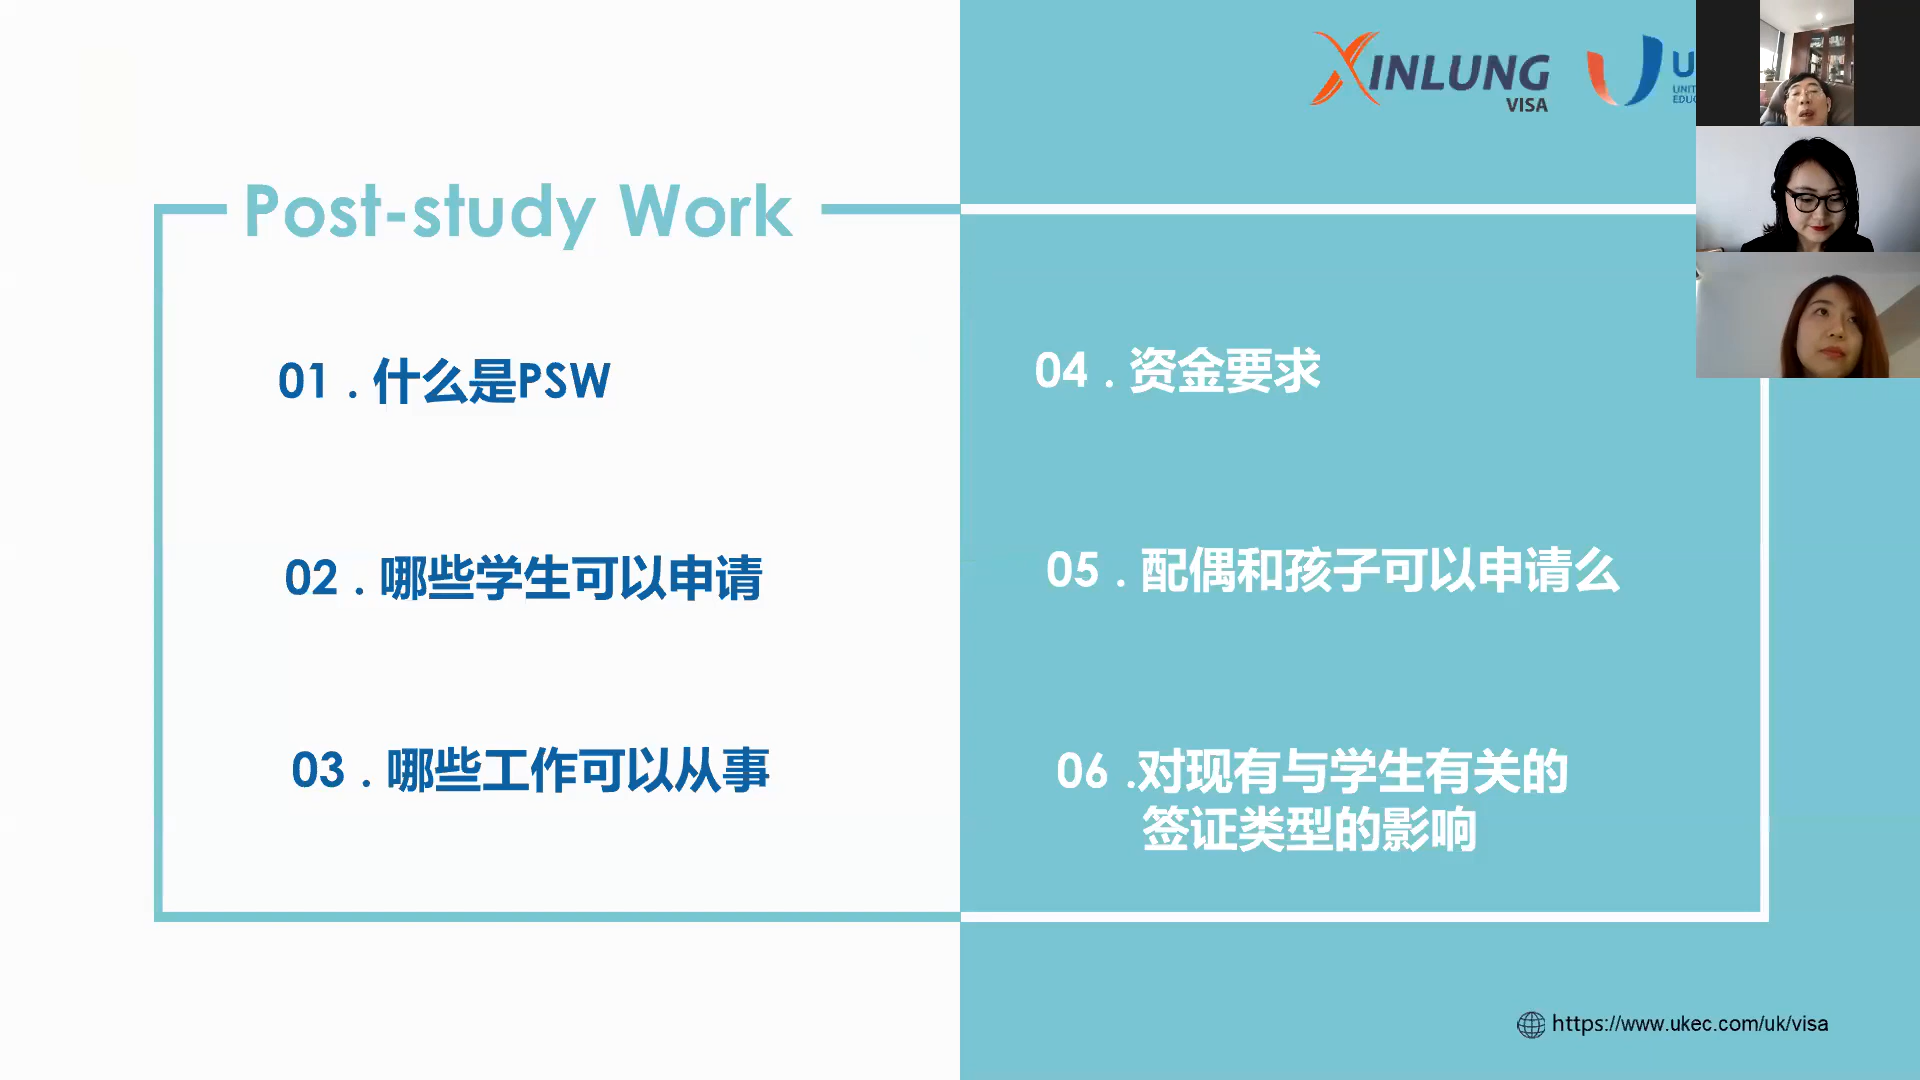 XINLUNG
VISA
Post-study Work
01 . 什么是PSW
02 . 哪些学生可以申请
03 . 哪些工作可以从事
04 . 资金要求
05 . 配偶和孩子可以申请么
06 .对现有与学生有关的
签证类型的影响
https://www.ukec.com/uk/visa